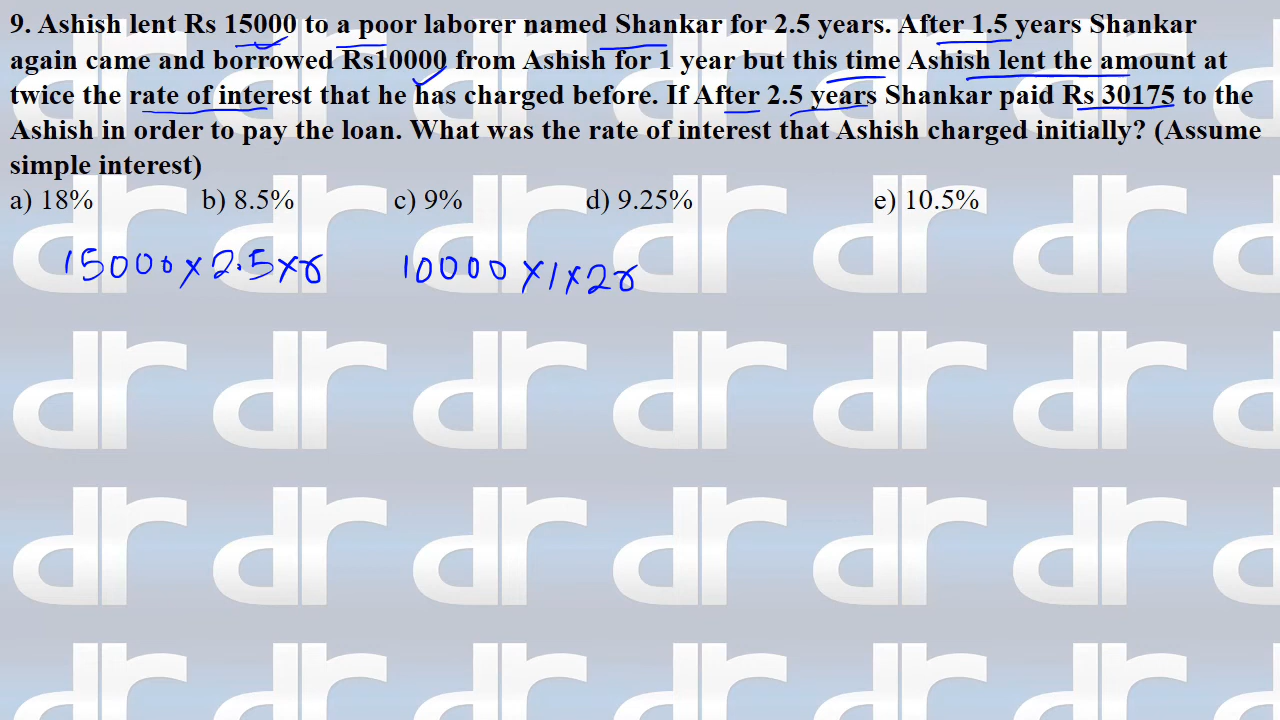 9. Ashish lent Rs 15000 to a poor laborer named Shankar for 2.5 years. After 1.5 years Shankar
again came and borrowed Rs10000 from Ashish for 1 year but this time Ashish lent the amount at
twice the rate of interest that he has charged before. If After 2.5 years Shankar paid Rs 30175 to the
Ashish in order to pay the loan. What was the rate of interest that Ashish charged initially? (Assume
simple interest)
a) 18% b) 8.5% c) 9% d) 9.25% e) 10.5%
15000 × 2.5 × r 10000 × 1 × 2r